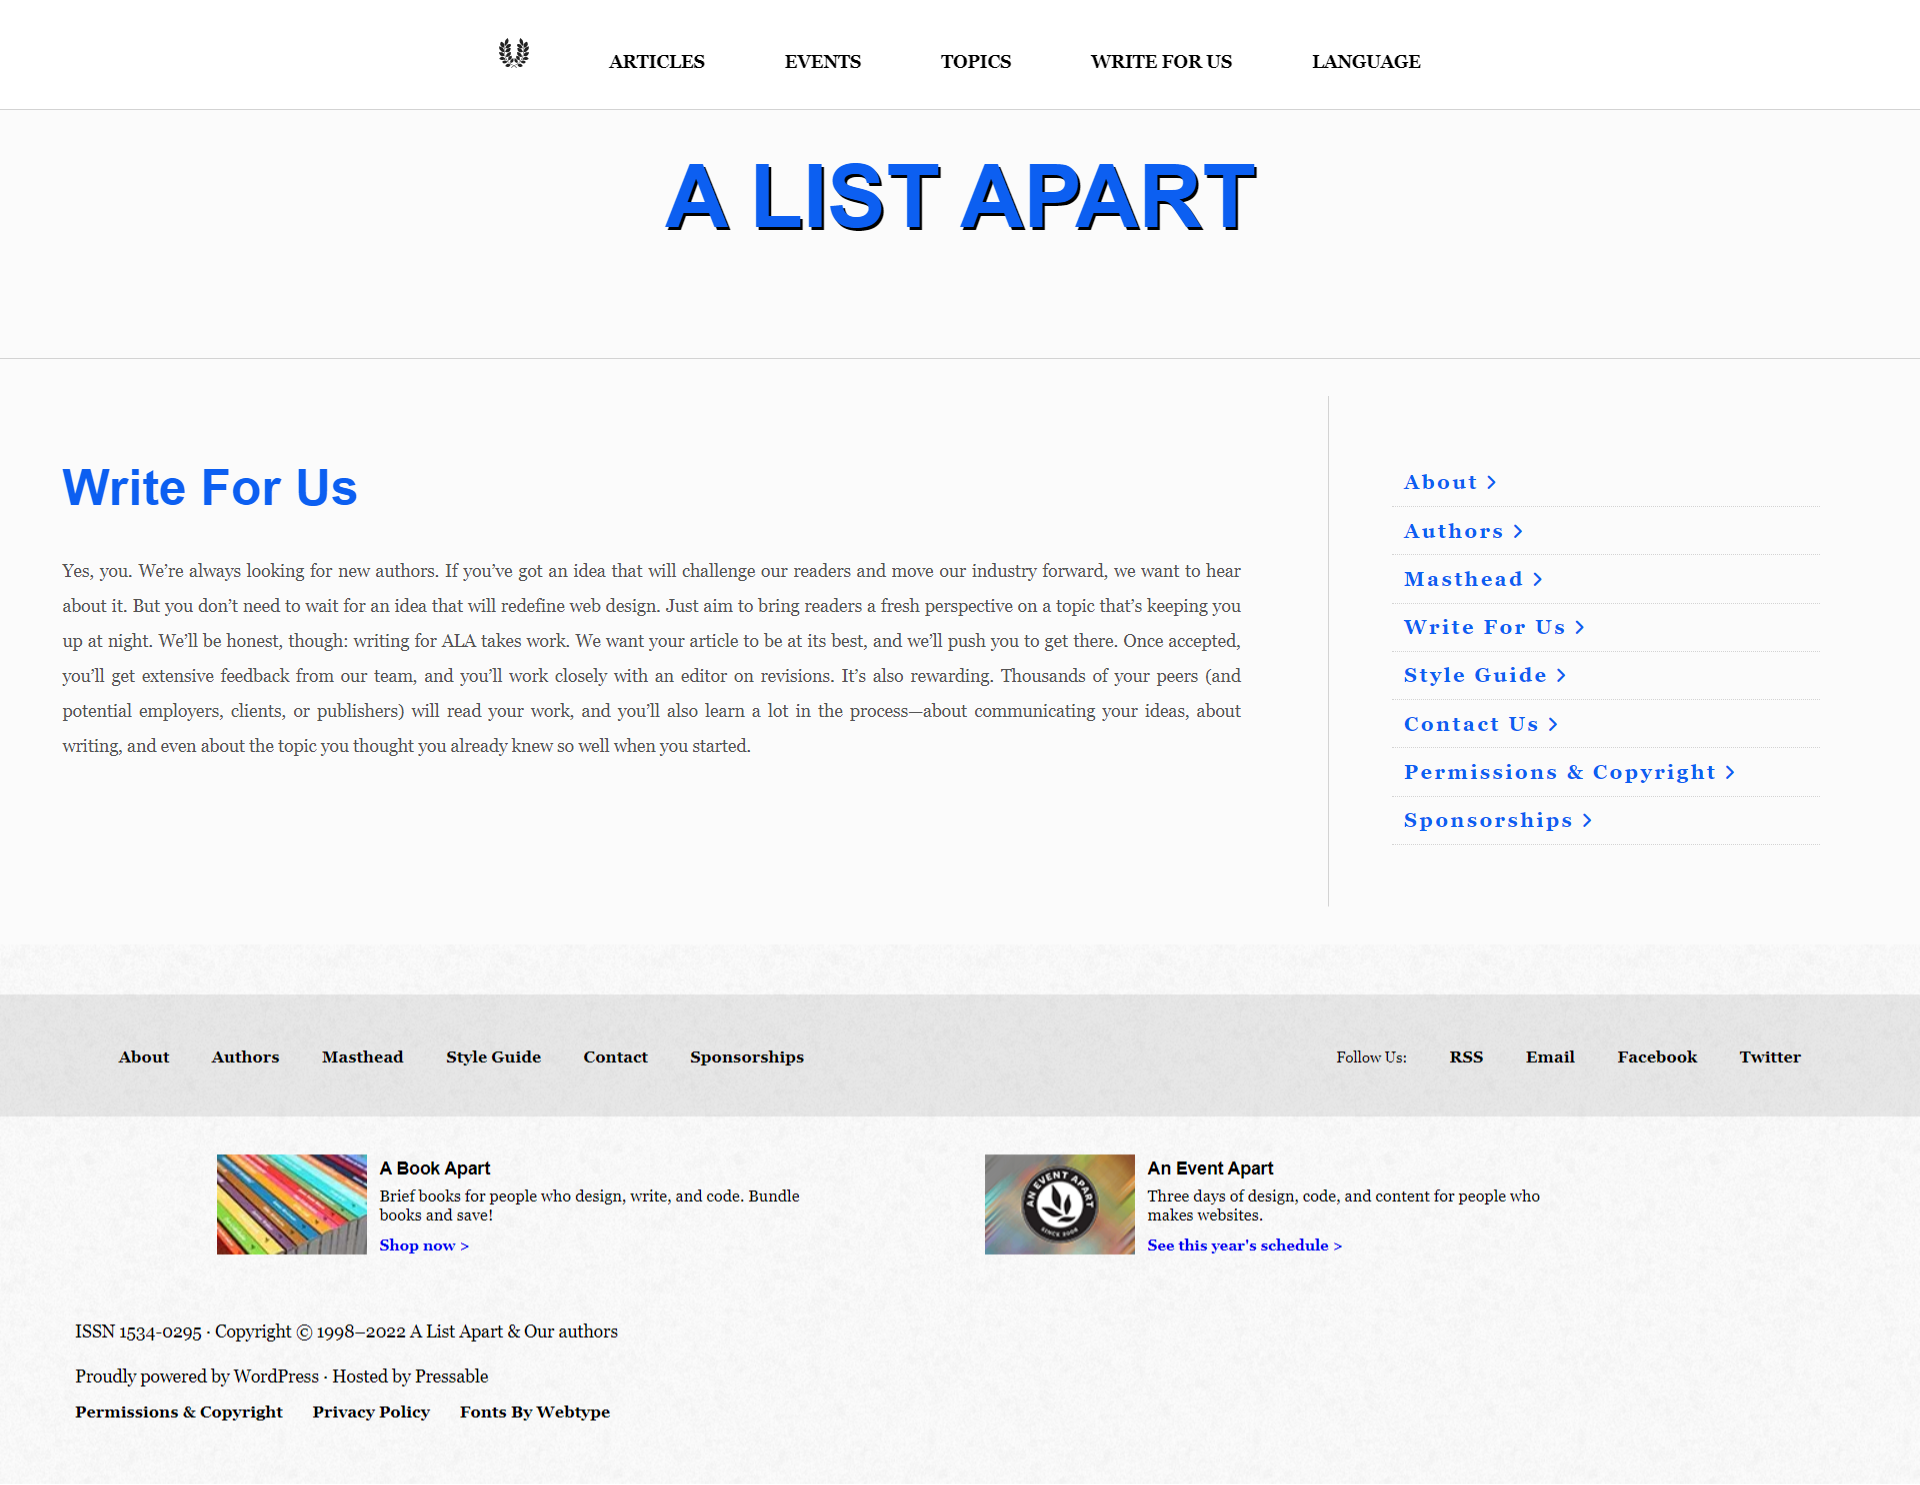 ARTICLES EVENTS TOPICS WRITE FOR US LANGUAGE
A LIST APART
Write For Us
Yes, you. We’re always looking for new authors. If you’ve got an idea that will challenge our readers and move our industry forward, we want to hear
about it. But you don’t need to wait for an idea that will redefine web design. Just aim to bring readers a fresh perspective on a topic that’s keeping you
up at night. We’ll be honest, though: writing for ALA takes work. We want your article to be at its best, and we’ll push you to get there. Once accepted,
you’ll get extensive feedback from our team, and you’ll work closely with an editor on revisions. It’s also rewarding. Thousands of your peers (and
potential employers, clients, or publishers) will read your work, and you’ll also learn a lot in the process—about communicating your ideas, about
writing, and even about the topic you thought you already knew so well when you started.
About
Authors
Masthead
Write For Us
Style Guide
Contact Us
Permissions & Copyright
Sponsorships
About Authors Masthead Style Guide Contact Sponsorships
Follow Us: RSS Email Facebook Twitter
A Book Apart
Brief books for people who design, write, and code. Bundle
books and save!
Shop now >
AN EVENT APART
SINCE 2006
An Event Apart
Three days of design, code, and content for people who
makes websites.
See this year's schedule >
ISSN 1534-0295 · Copyright © 1998–2022 A List Apart & Our authors
Proudly powered by WordPress · Hosted by Pressable
Permissions & Copyright Privacy Policy Fonts By Webtype